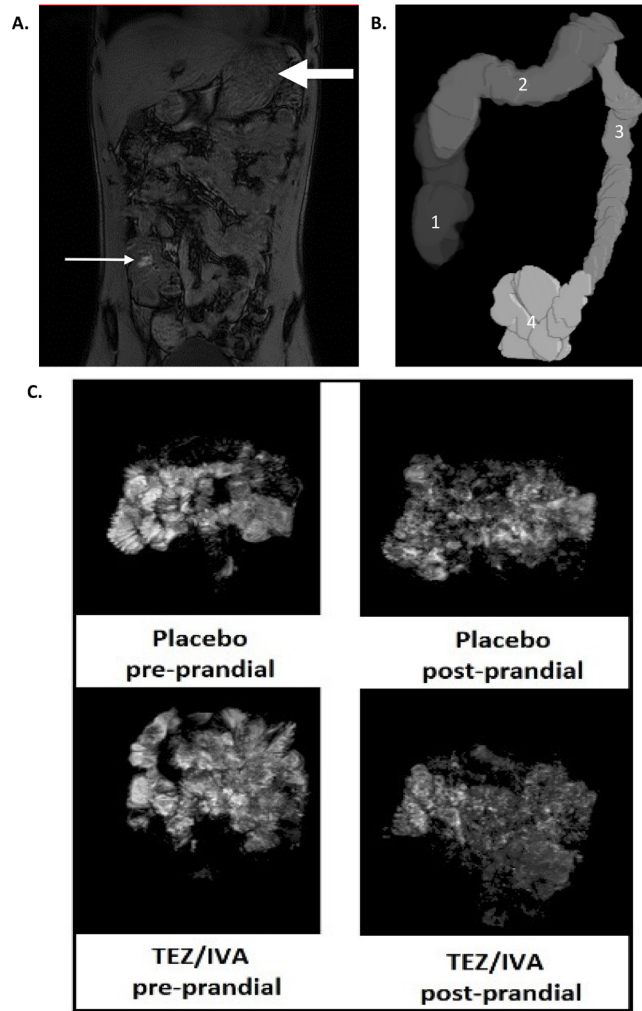 A.
B.
1
2
3
4
C.
Placebo
pre-prandial
Placebo
post-prandial
TEZ/IVA
pre-prandial
TEZ/IVA
post-prandial